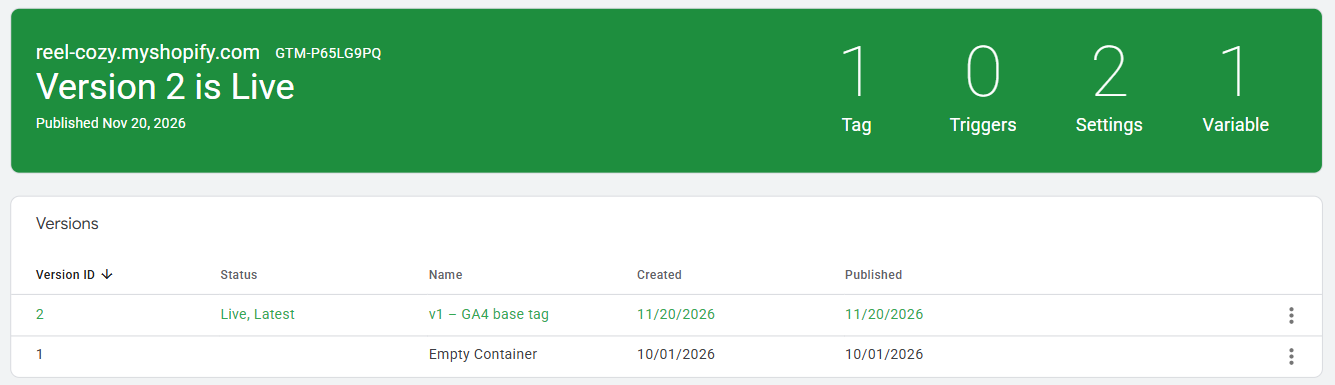 reel-cozy.myshopify.com GTM-P65LG9PQ
Version 2 is Live
Published Nov 20, 2026
1 0 2 1
Tag Triggers Settings Variable
Versions
Version ID Status Name Created Published
2 Live, Latest v1 – GA4 base tag 11/20/2026 11/20/2026
1 Empty Container 10/01/2026 10/01/2026